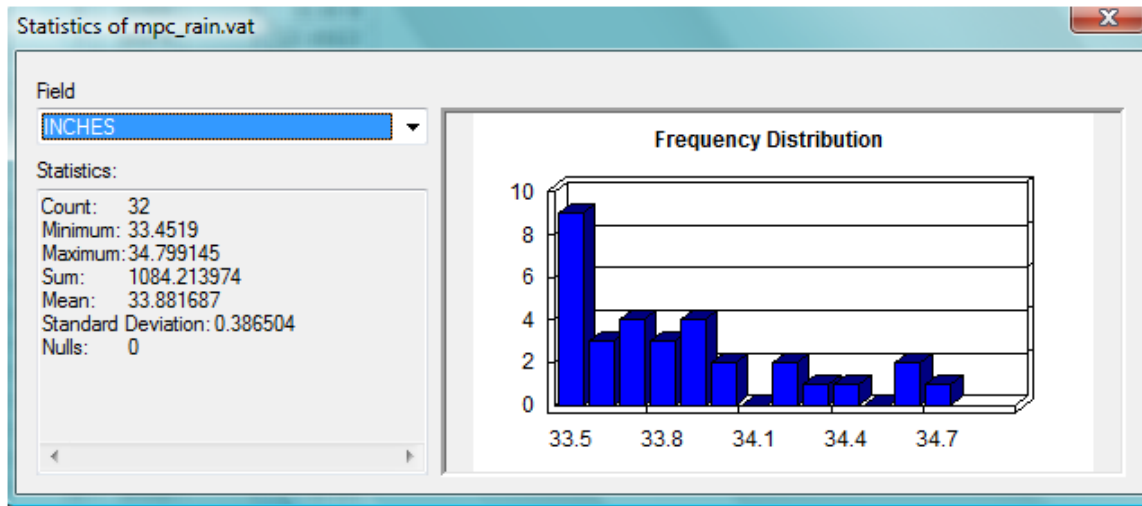 Statistics of mpc_rain.vat
Field
INCHES
Statistics:
Count: 32
Minimum: 33.4519
Maximum: 34.799145
Sum: 1084.213974
Mean: 33.881687
Standard Deviation: 0.386504
Nulls: 0
Frequency Distribution
10
8
6
4
2
0
33.5 33.8 34.1 34.4 34.7